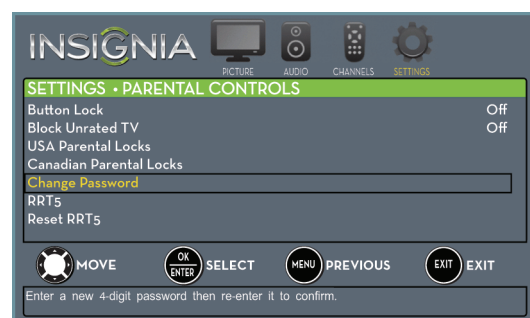 INSIGNIA
PICTURE AUDIO CHANNELS SETTINGS
SETTINGS • PARENTAL CONTROLS
Button Lock Off
Block Unrated TV Off
USA Parental Locks
Canadian Parental Locks
Change Password
RRT5
Reset RRT5
MOVE OK ENTER SELECT MENU PREVIOUS EXIT EXIT
Enter a new 4-digit password then re-enter it to confirm.